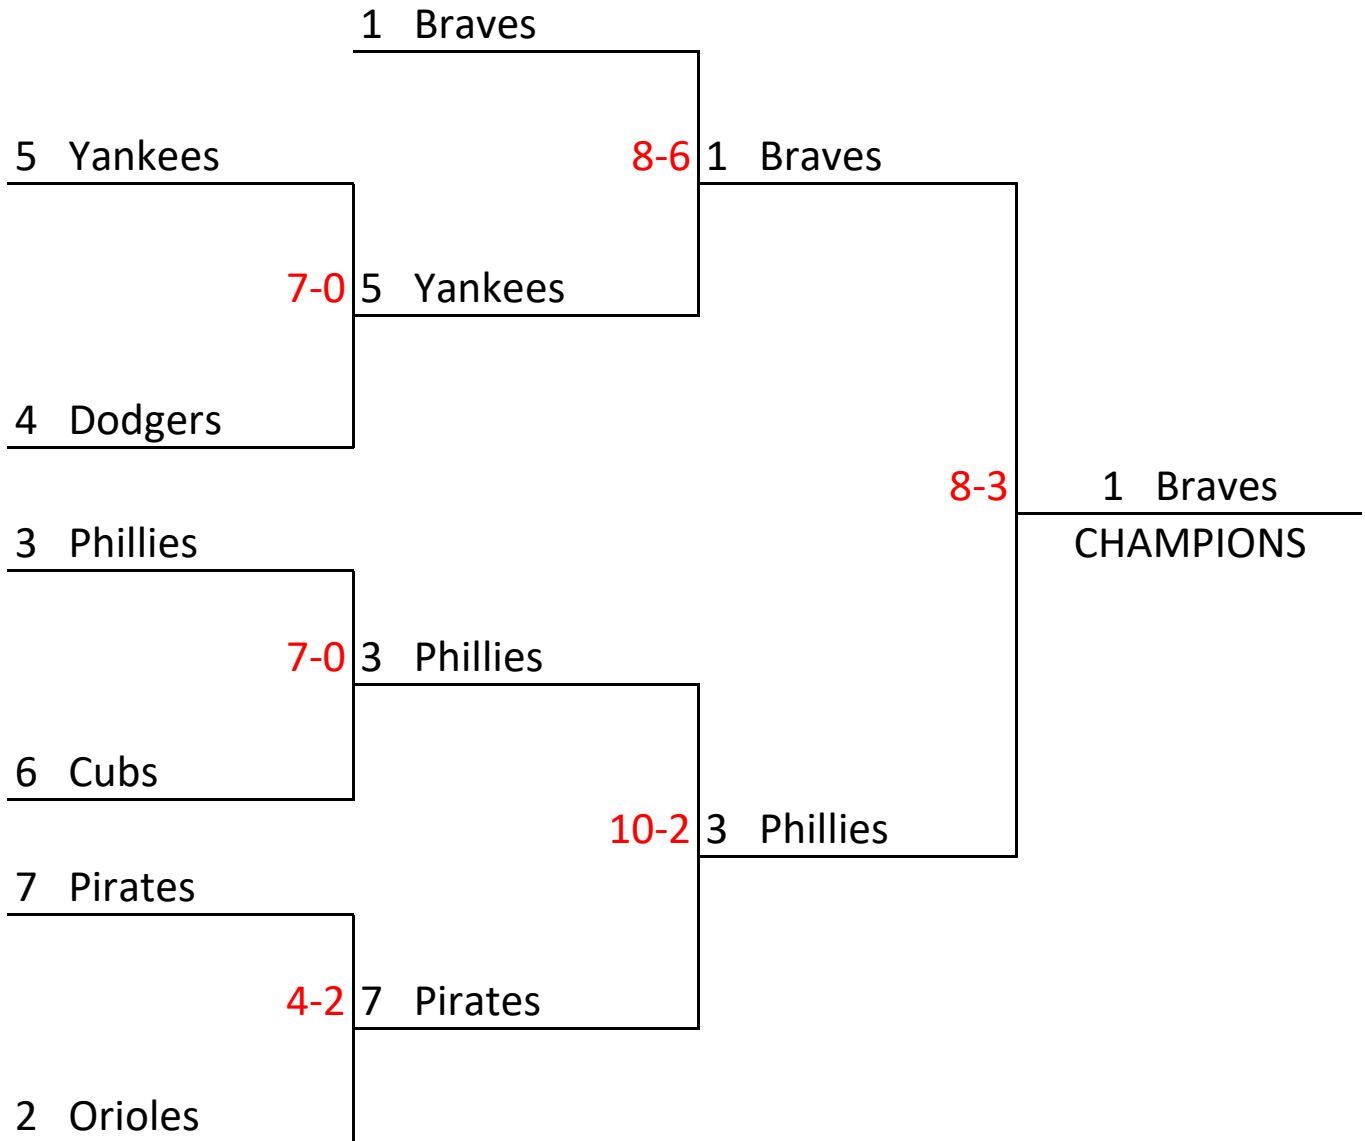 1 Braves
5 Yankees 8-6 1 Braves
7-0 5 Yankees
4 Dodgers
8-3 1 Braves
3 Phillies CHAMPIONS
7-0 3 Phillies
6 Cubs
10-2 3 Phillies
7 Pirates
4-2 7 Pirates
2 Orioles